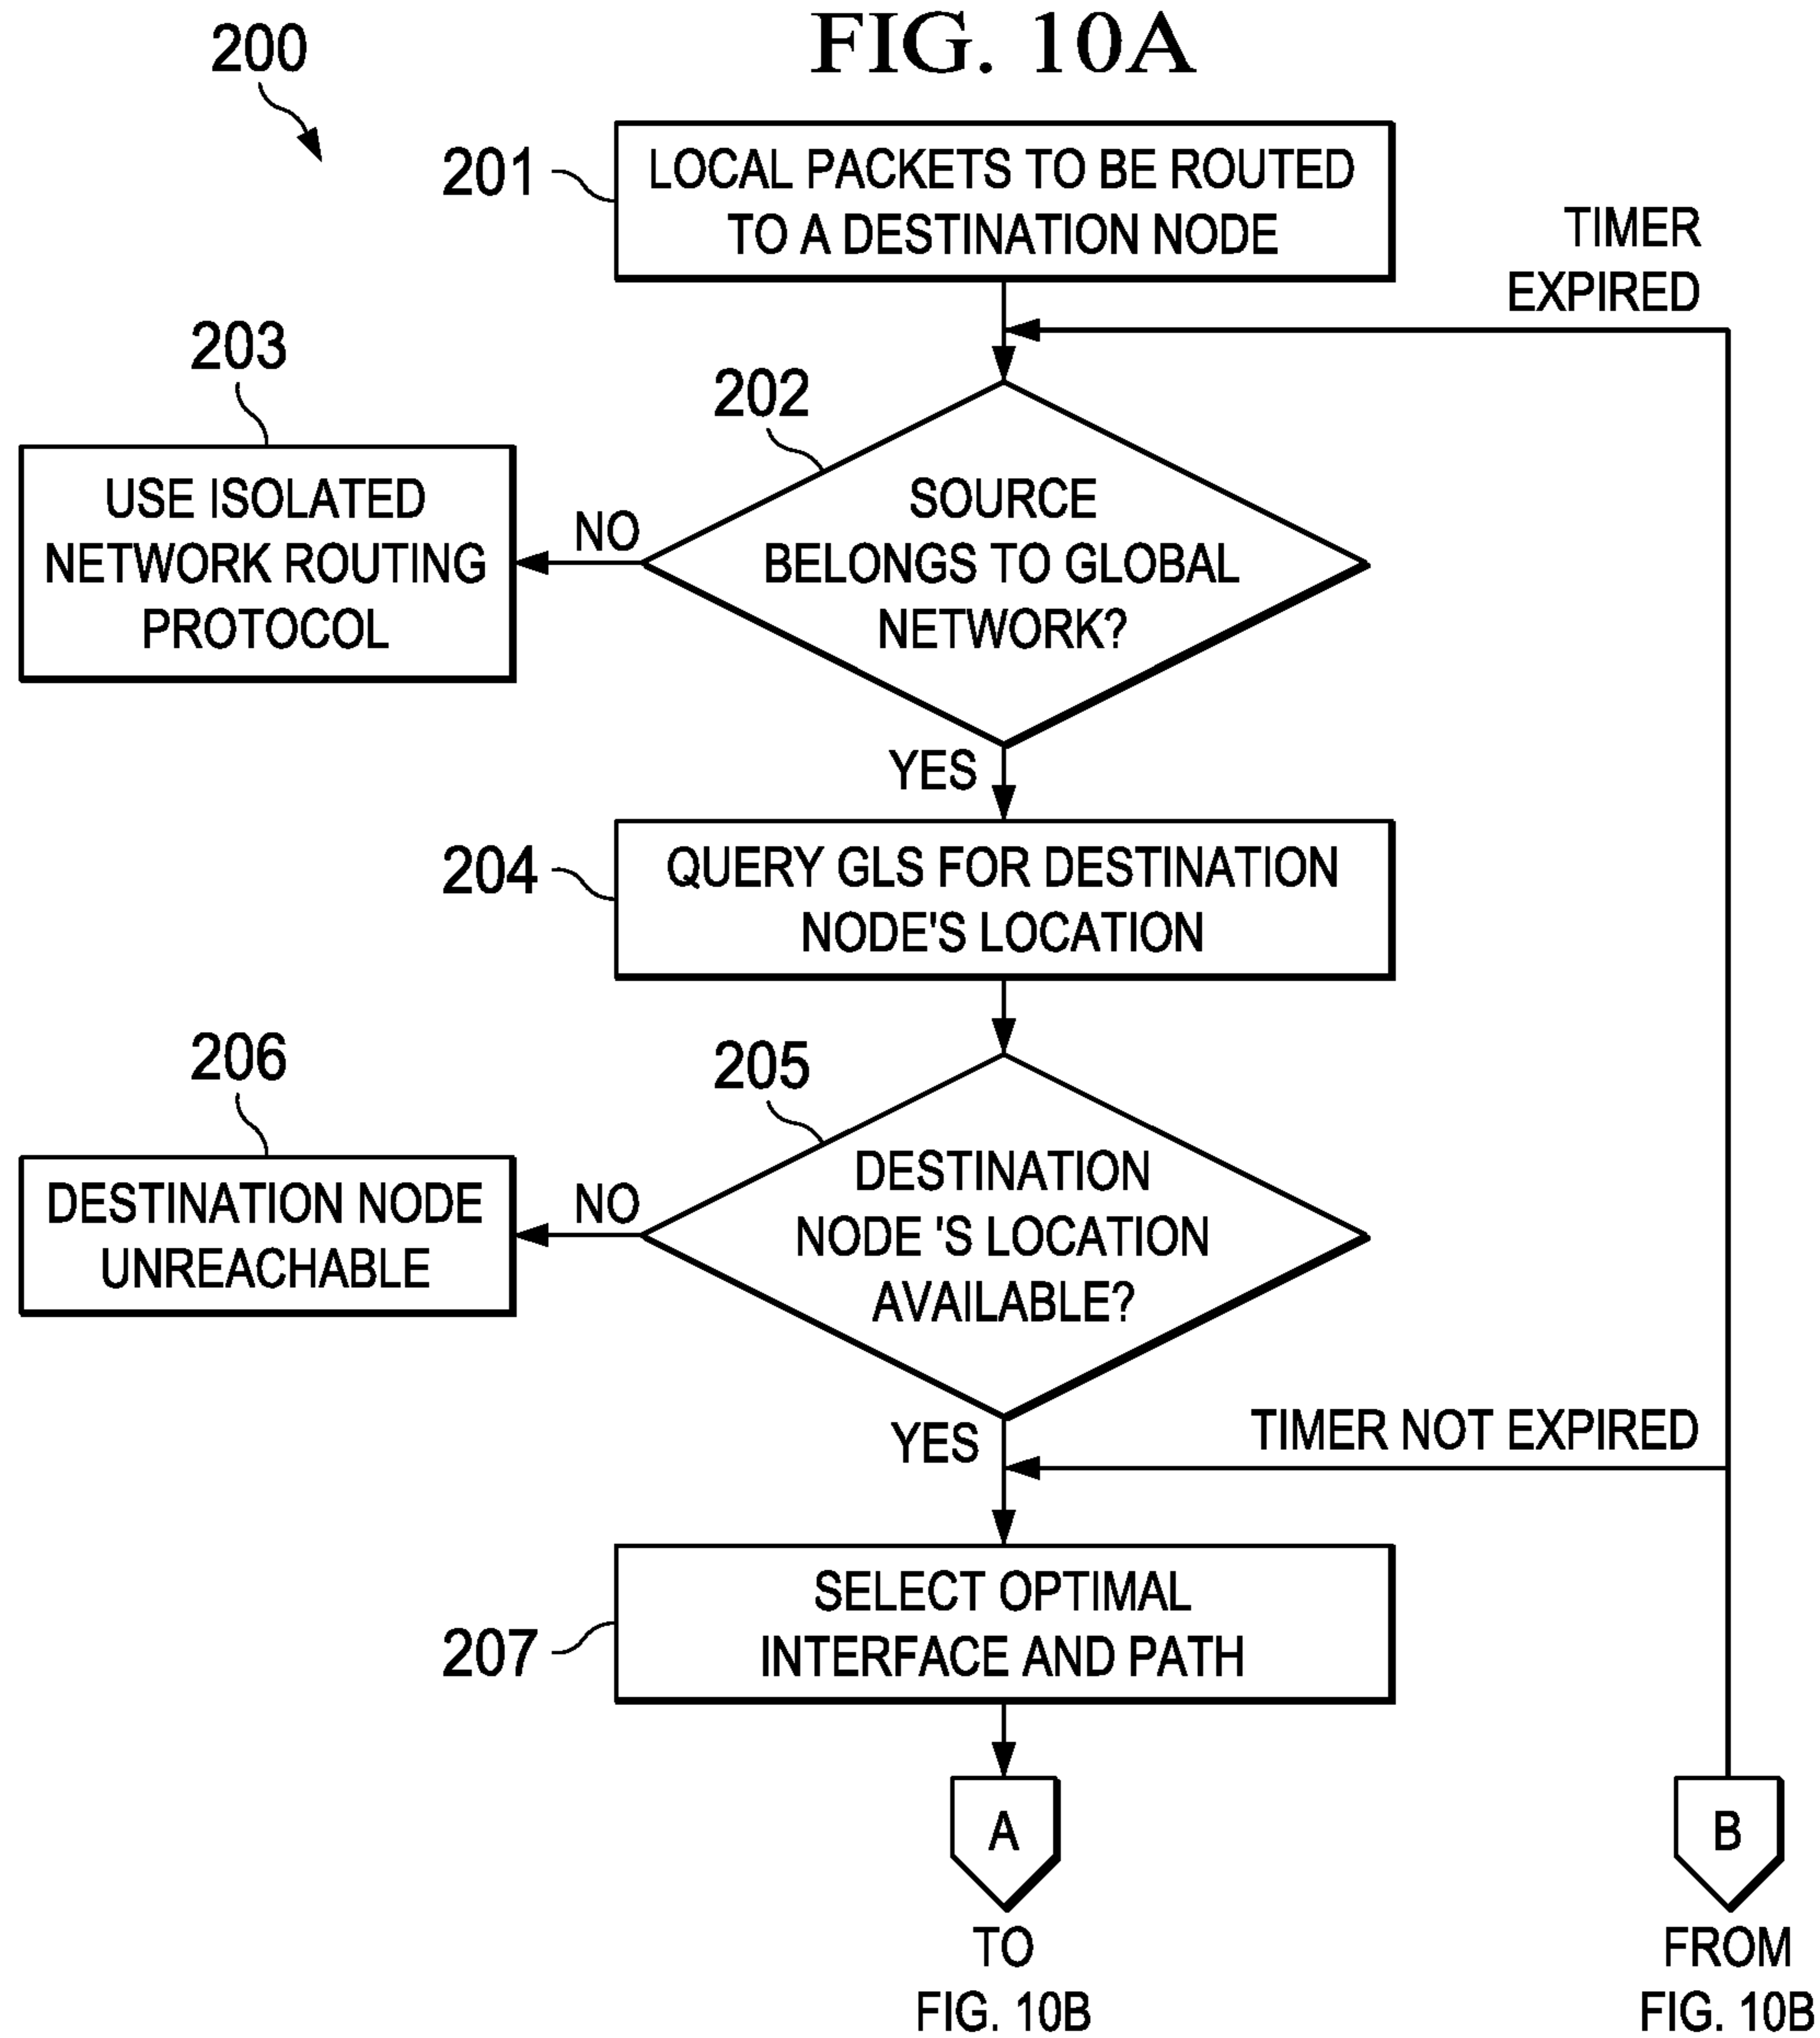 FIG. 10A
200
201
LOCAL PACKETS TO BE ROUTED
TO A DESTINATION NODE
TIMER
EXPIRED
203
202
USE ISOLATED
NETWORK ROUTING
PROTOCOL
NO
SOURCE
BELONGS TO GLOBAL
NETWORK?
YES
204
QUERY GLS FOR DESTINATION
NODE'S LOCATION
206
205
DESTINATION NODE
UNREACHABLE
NO
DESTINATION
NODE 'S LOCATION
AVAILABLE?
YES
TIMER NOT EXPIRED
207
SELECT OPTIMAL
INTERFACE AND PATH
A
B
TO
FIG. 10B
FROM
FIG. 10B